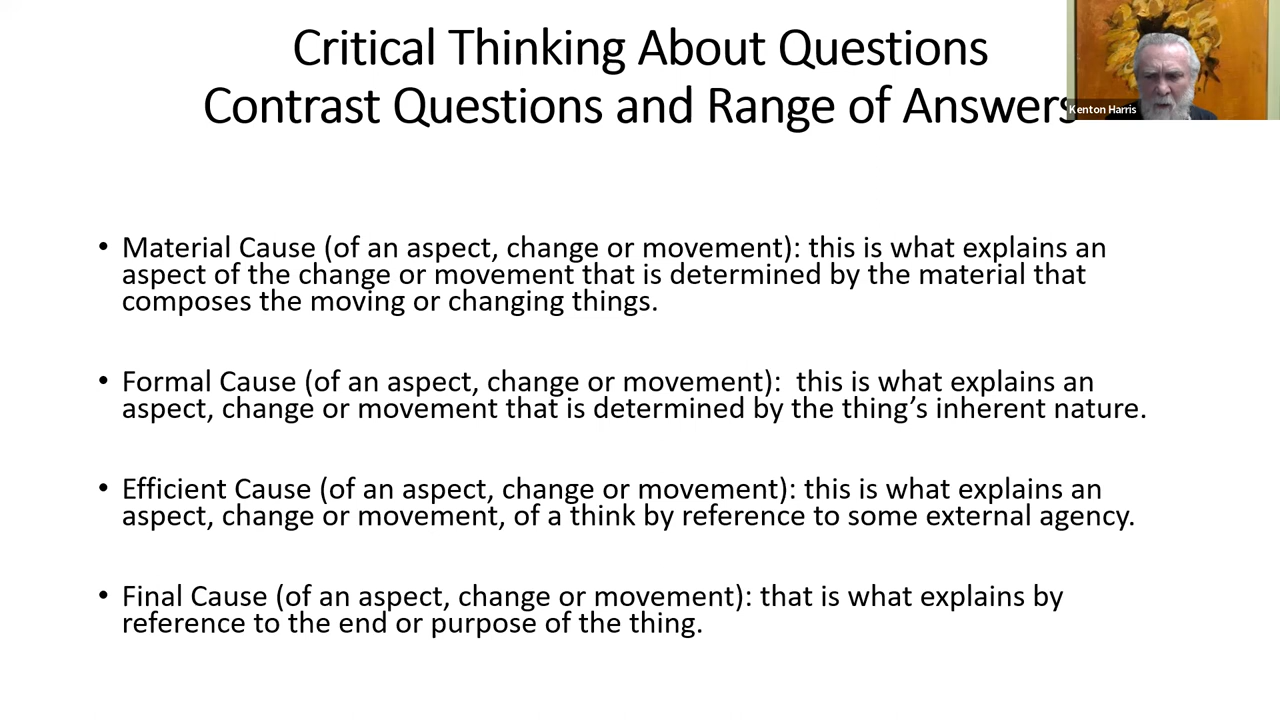 Critical Thinking About Questions
Contrast Questions and Range of Answers
Kenton Harris
• Material Cause (of an aspect, change or movement): this is what explains an
aspect of the change or movement that is determined by the material that
composes the moving or changing things.
• Formal Cause (of an aspect, change or movement):  this is what explains an
aspect, change or movement that is determined by the thing’s inherent nature.
• Efficient Cause (of an aspect, change or movement): this is what explains an
aspect, change or movement, of a think by reference to some external agency.
• Final Cause (of an aspect, change or movement): that is what explains by
reference to the end or purpose of the thing.